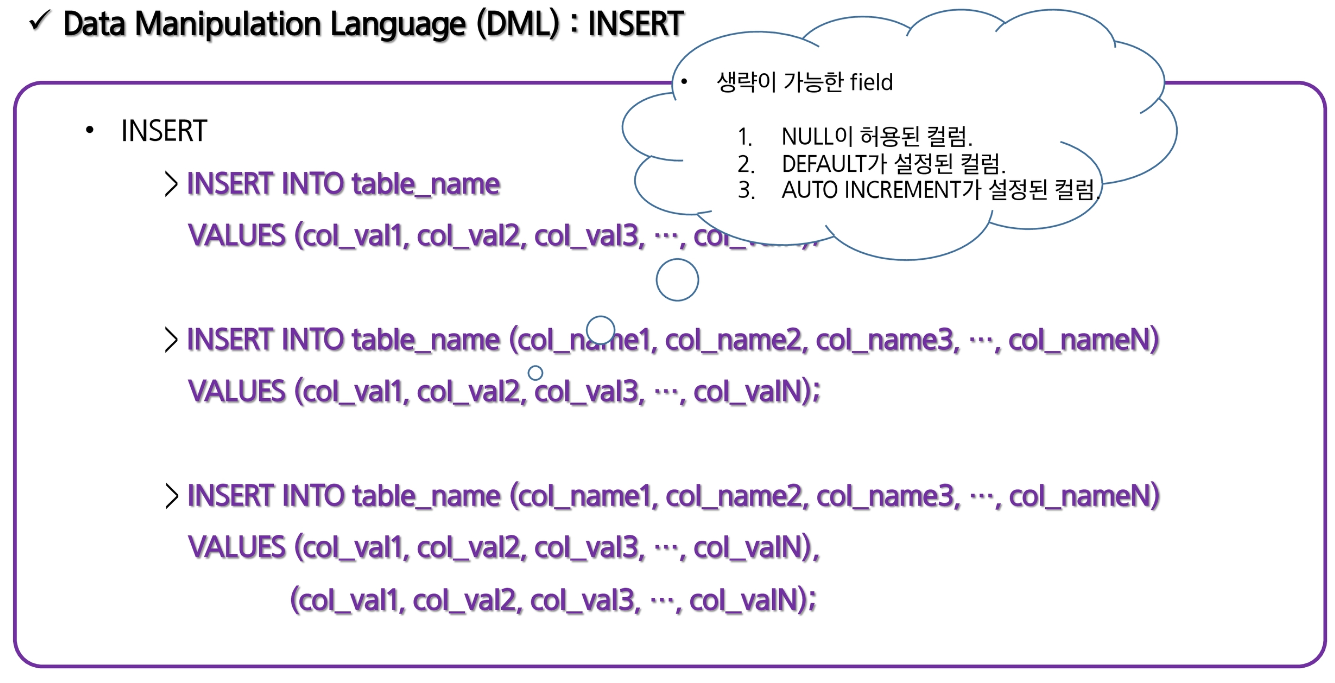 ✓ Data Manipulation Language (DML) : INSERT
• 생략이 가능한 field
1. NULL이 허용된 컬럼.
2. DEFAULT가 설정된 컬럼.
3. AUTO INCREMENT가 설정된 컬럼.
• INSERT
> INSERT INTO table_name
VALUES (col_val1, col_val2, col_val3, …,
> INSERT INTO table_name (col_name1, col_name2, col_name3, …, col_nameN)
VALUES (col_val1, col_val2, col_val3, …, col_valN);
> INSERT INTO table_name (col_name1, col_name2, col_name3, …, col_nameN)
VALUES (col_val1, col_val2, col_val3, …, col_valN),
(col_val1, col_val2, col_val3, …, col_valN);